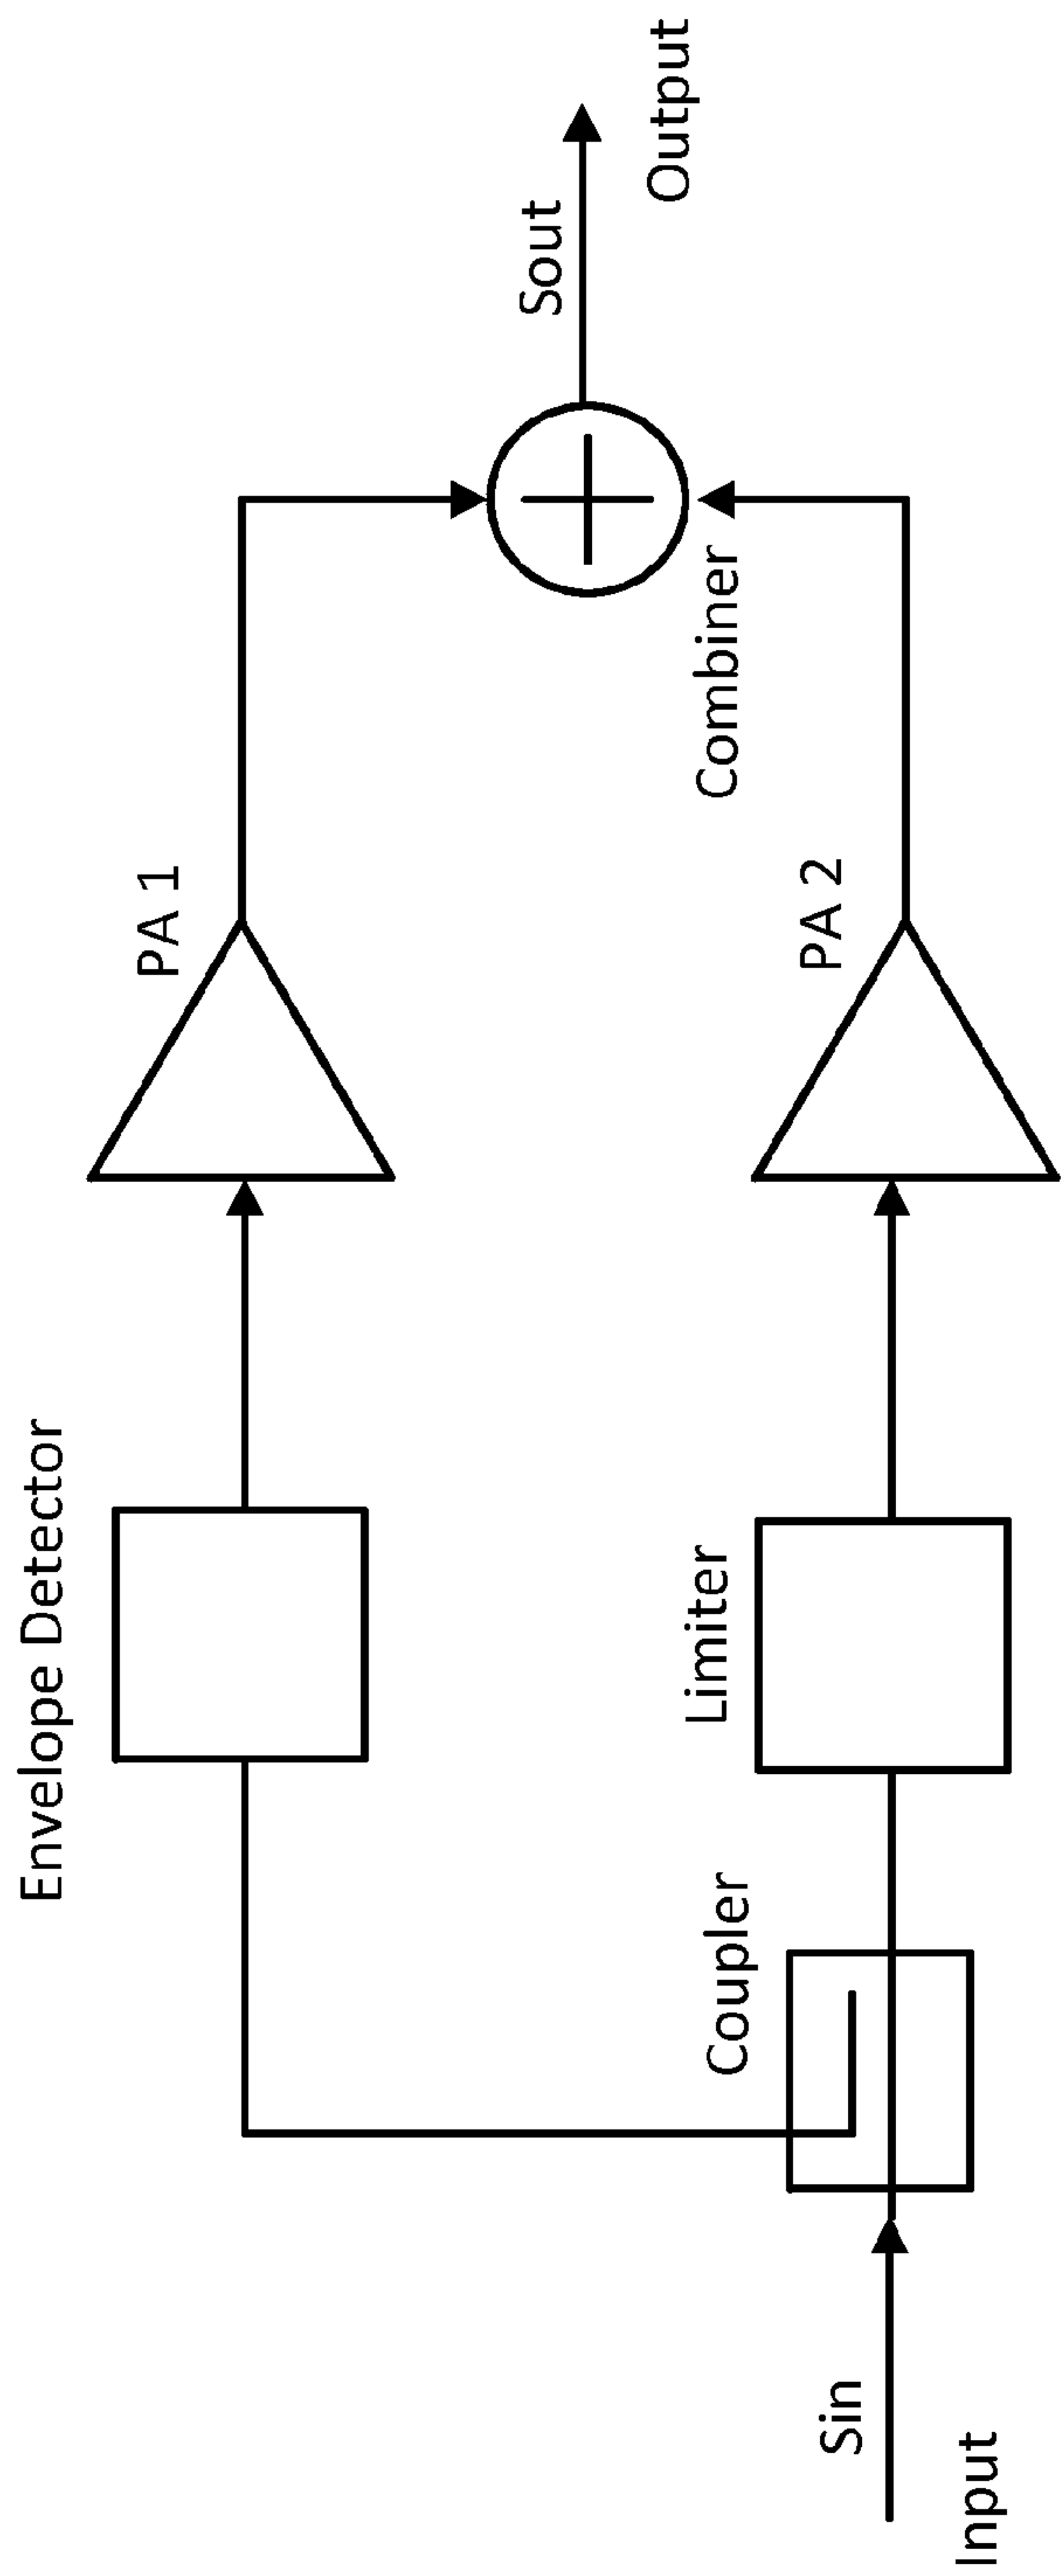 Envelope Detector
PA 1
Sout
Output
Combiner
Input
Sin
Coupler
Limiter
PA 2